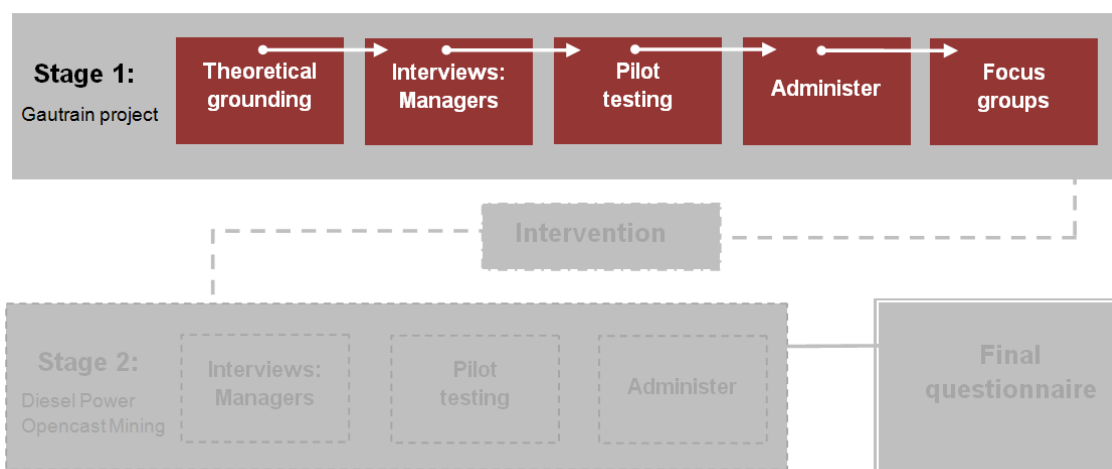 Stage 1:
Gautrain project
Theoretical
grounding
Interviews:
Managers
Pilot
testing
Administer
Focus
groups
Intervention
Stage 2:
Diesel Power
Opencast Mining
Interviews:
Managers
Pilot
testing
Administer
Final
questionnaire